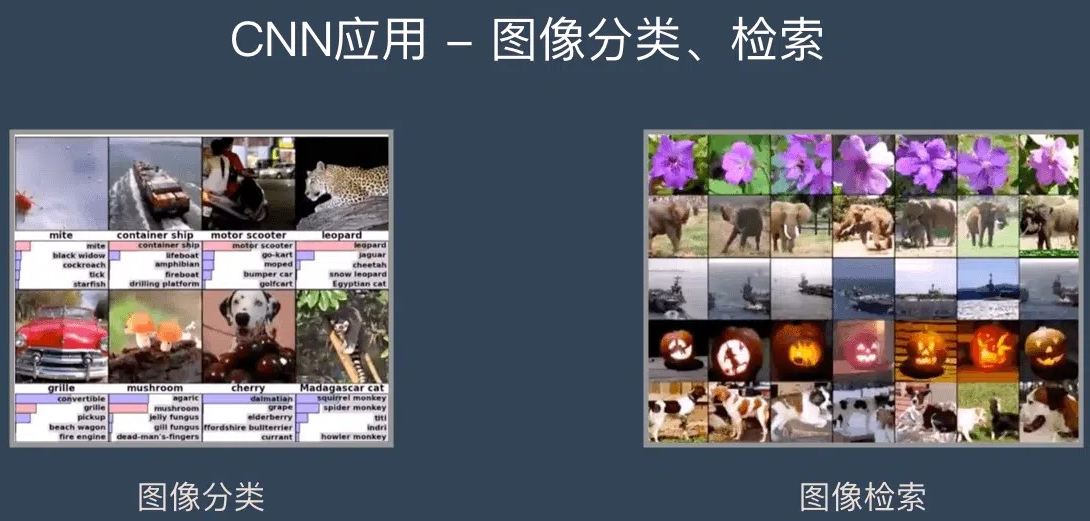 CNN应用 – 图像分类、检索
mite
container ship
motor scooter
leopard
mite
black widow
cockroach
tick
starfish
container ship
lifeboat
amphibian
fireboat
drilling platform
motor scooter
go-kart
moped
bumper car
golfcart
leopard
jaguar
cheetah
snow leopard
Egyptian cat
grille
mushroom
cherry
Madagascar cat
convertible
grille
pickup
beach wagon
fire engine
agaric
mushroom
jelly fungus
gill fungus
dead-man's-fingers
dalmatian
grape
elderberry
ffordshire bullterrier
currant
squirrel monkey
spider monkey
titi
indri
howler monkey
图像分类
图像检索